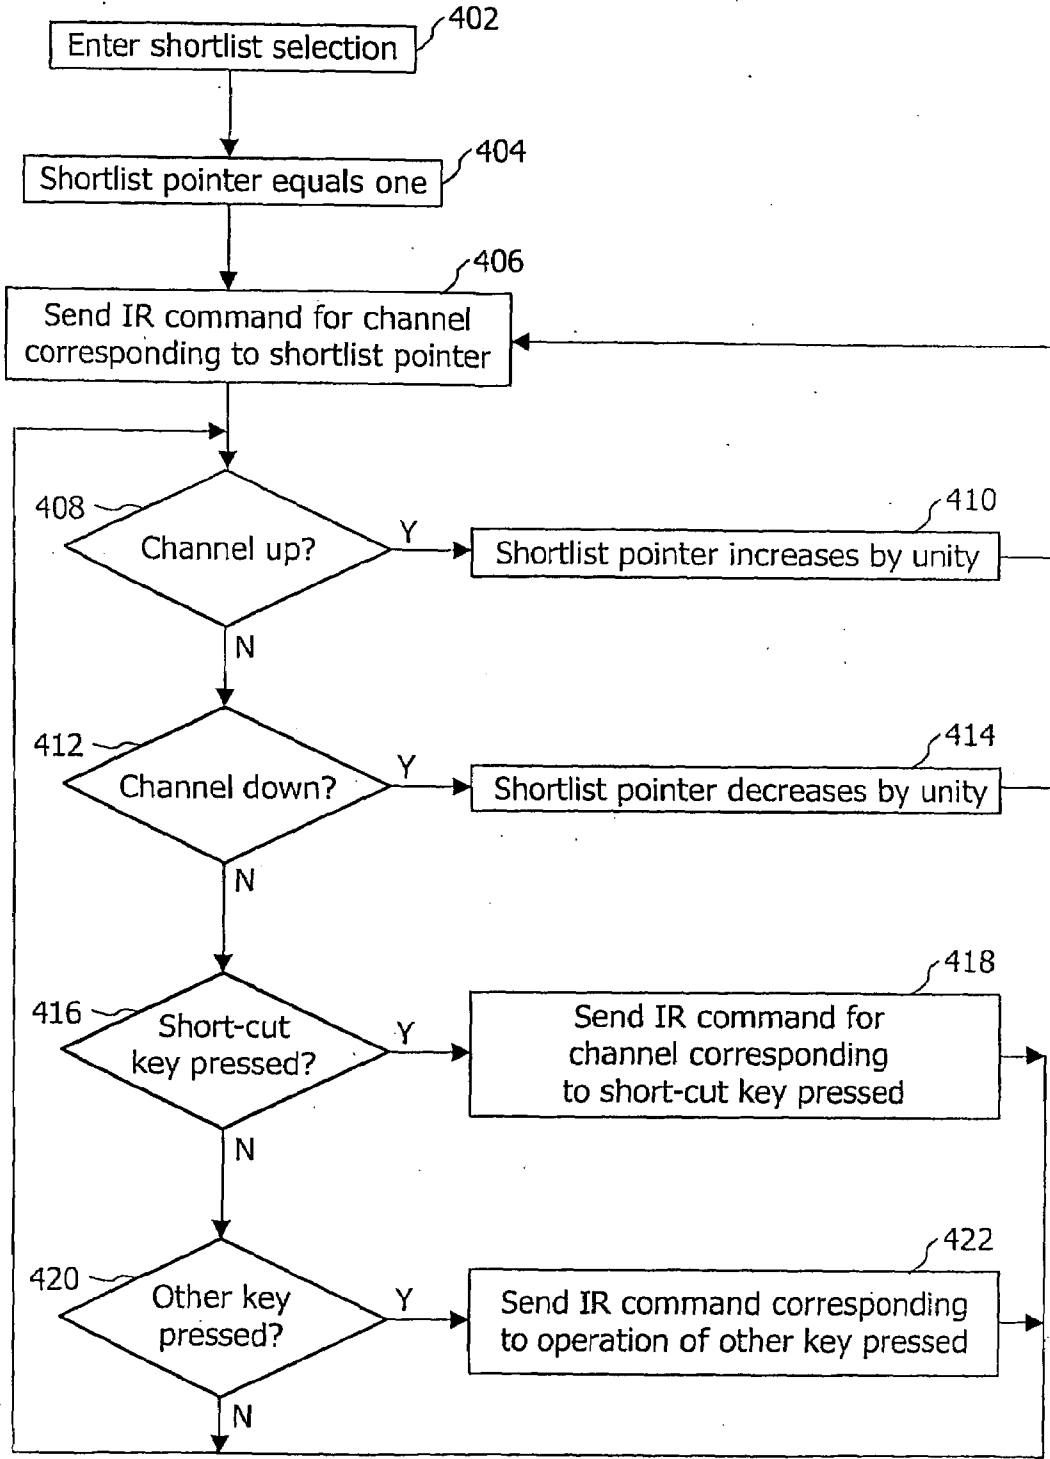 402
Enter shortlist selection
404
Shortlist pointer equals one
406
Send IR command for channel
corresponding to shortlist pointer
408
Channel up?
Y
410
Shortlist pointer increases by unity
N
412
Channel down?
Y
414
Shortlist pointer decreases by unity
N
416
Short-cut
key pressed?
Y
418
Send IR command for
channel corresponding
to short-cut key pressed
N
420
Other key
pressed?
Y
422
Send IR command corresponding
to operation of other key pressed
N